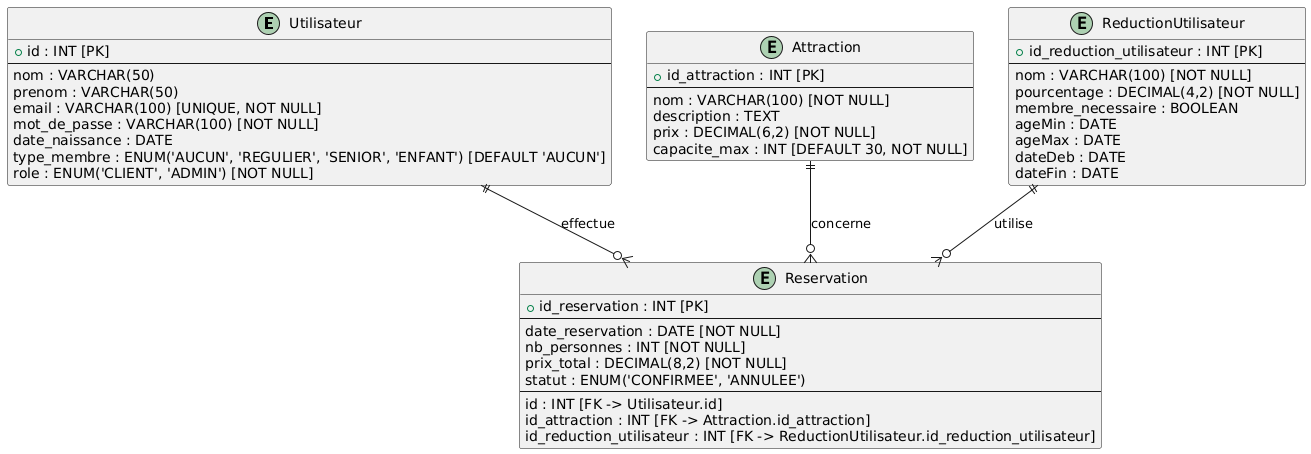 E Utilisateur
id : INT [PK]
nom : VARCHAR(50)
prenom : VARCHAR(50)
email : VARCHAR(100) [UNIQUE, NOT NULL]
mot_de_passe : VARCHAR(100) [NOT NULL]
date_naissance : DATE
type_membre : ENUM('AUCUN', 'REGULIER', 'SENIOR', 'ENFANT') [DEFAULT 'AUCUN']
role : ENUM('CLIENT', 'ADMIN') [NOT NULL]
E Attraction
id_attraction : INT [PK]
nom : VARCHAR(100) [NOT NULL]
description : TEXT
prix : DECIMAL(6,2) [NOT NULL]
capacite_max : INT [DEFAULT 30, NOT NULL]
E ReductionUtilisateur
id_reduction_utilisateur : INT [PK]
nom : VARCHAR(100) [NOT NULL]
pourcentage : DECIMAL(4,2) [NOT NULL]
membre_necessaire : BOOLEAN
ageMin : DATE
ageMax : DATE
dateDeb : DATE
dateFin : DATE
effectue
concerne
utilise
E Reservation
id_reservation : INT [PK]
date_reservation : DATE [NOT NULL]
nb_personnes : INT [NOT NULL]
prix_total : DECIMAL(8,2) [NOT NULL]
statut : ENUM('CONFIRMEE', 'ANNULEE')
id : INT [FK -> Utilisateur.id]
id_attraction : INT [FK -> Attraction.id_attraction]
id_reduction_utilisateur : INT [FK -> ReductionUtilisateur.id_reduction_utilisateur]